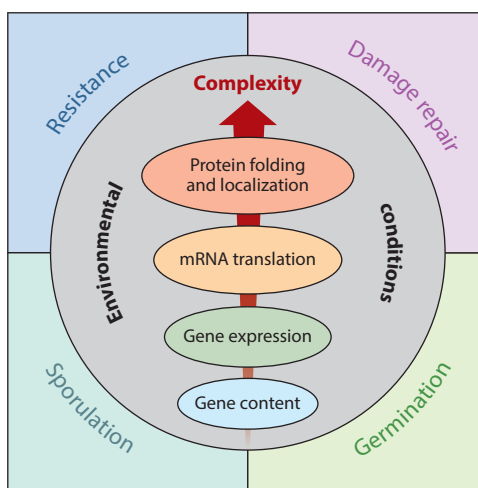 Resistance
Damage repair
Complexity
Protein folding
and localization
Environmental
conditions
mRNA translation
Gene expression
Gene content
Sporulation
Germination